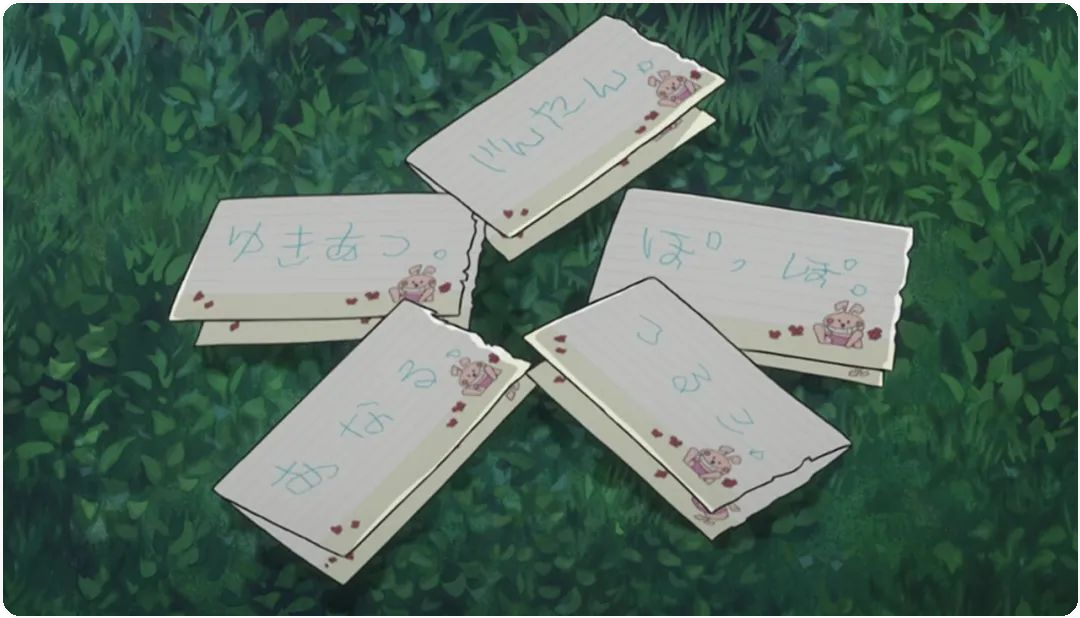 じんたん。
ゆきあつ。
ぽっぽ。
あなる。
つるこ。